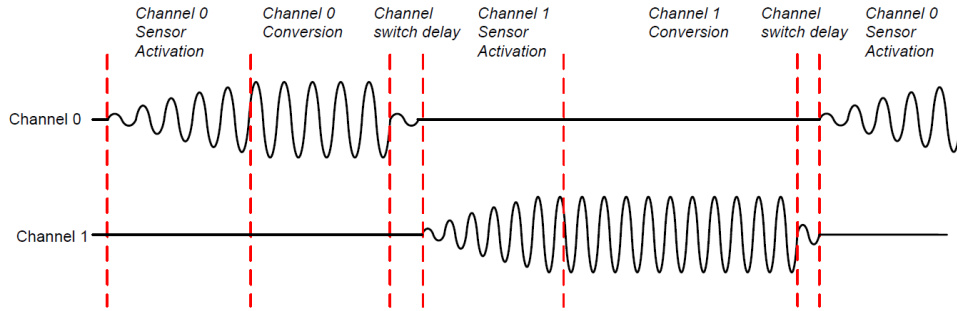 Channel 0
Sensor
Activation
Channel 0
Conversion
Channel
switch delay
Channel 1
Sensor
Activation
Channel 1
Conversion
Channel
switch delay
Channel 0
Sensor
Activation
Channel 0
Channel 1